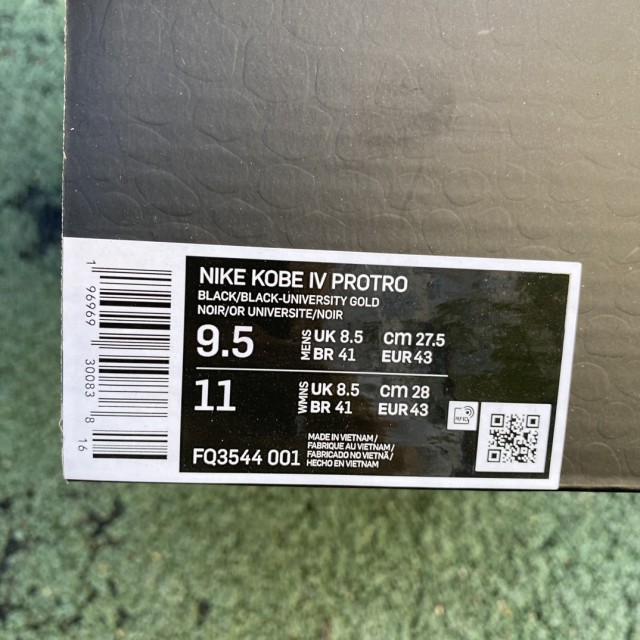 NIKE KOBE IV PROTRO
BLACK/BLACK-UNIVERSITY GOLD
NOIR/OR UNIVERSITE/NOIR
9.5 MENS UK 8.5 cm 27.5
BR 41 EUR 43
11 WMNS UK 8.5 cm 28
BR 41 EUR 43
FQ3544 001
MADE IN VIETNAM /
FABRIQUE AU VIETNAM /
FABRICADO NO VIETNÃ /
HECHO EN VIETNAM
RFID
1 96969 30083 8 16